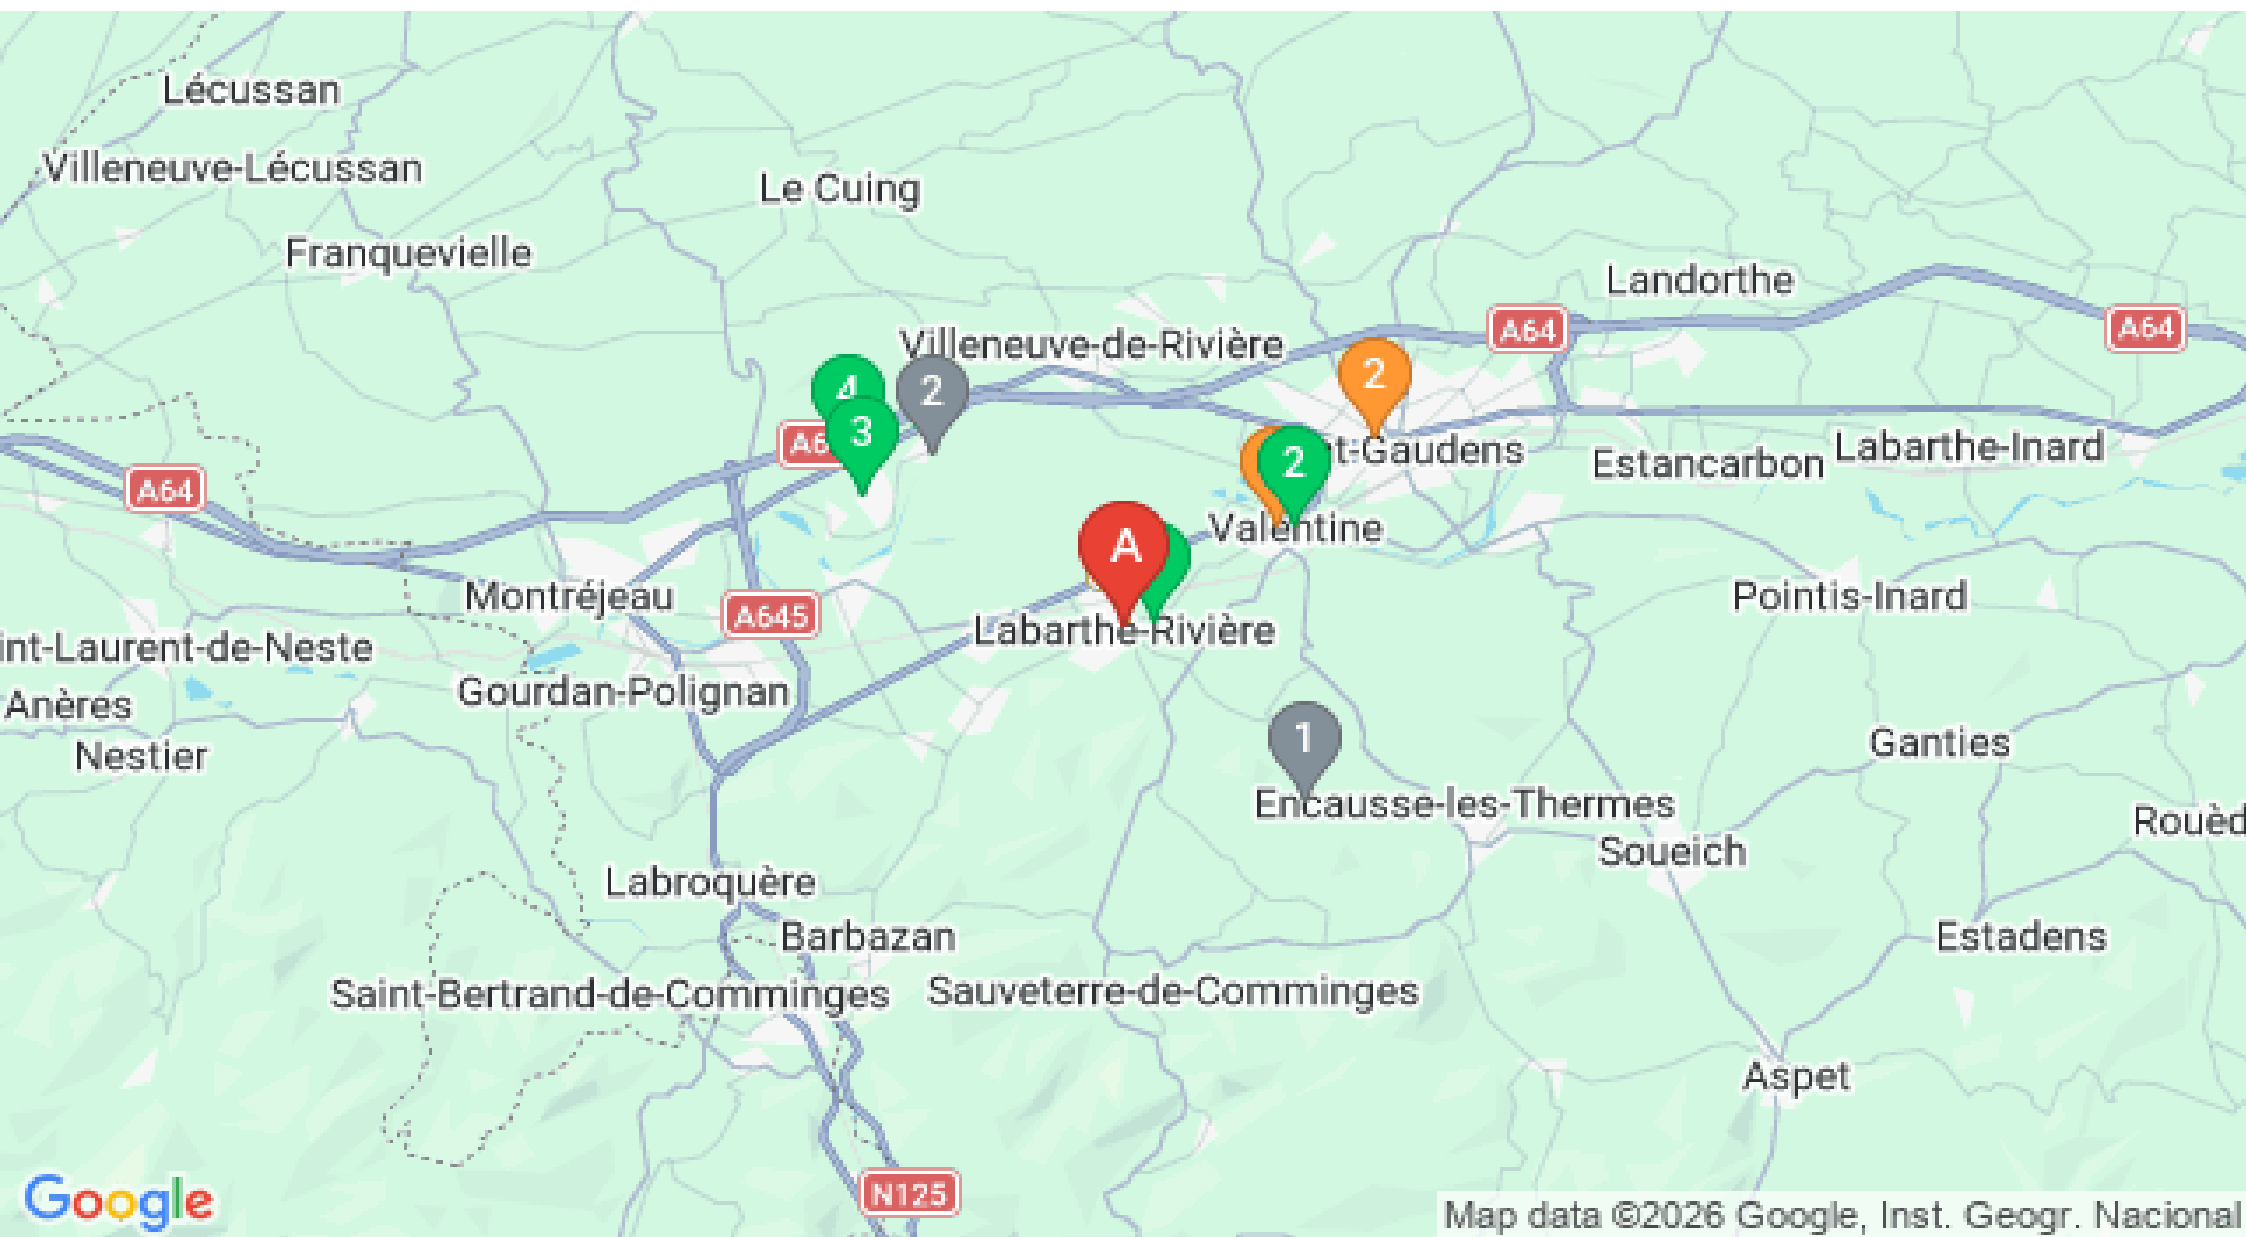 Lécussan
Villeneuve-Lécussan
Le Cuing
Franquevielle
Landorthe
A64
A64
Villeneuve-de-Rivière
2
4
2
3
2
t-Gaudens
Labarthe-Inard
Estancarbon
A64
Valentine
A
Montréjeau
Pointis-Inard
A645
Labarthe-Rivière
int-Laurent-de-Neste
Gourdan-Polignan
Anères
1
Nestier
Ganties
Encausse-les-Thermes
Rouèd
Soueich
Labroquère
Barbazan
Estadens
Saint-Bertrand-de-Comminges
Sauveterre-de-Comminges
Aspet
N125
Google
Map data ©2026 Google, Inst. Geogr. Nacional